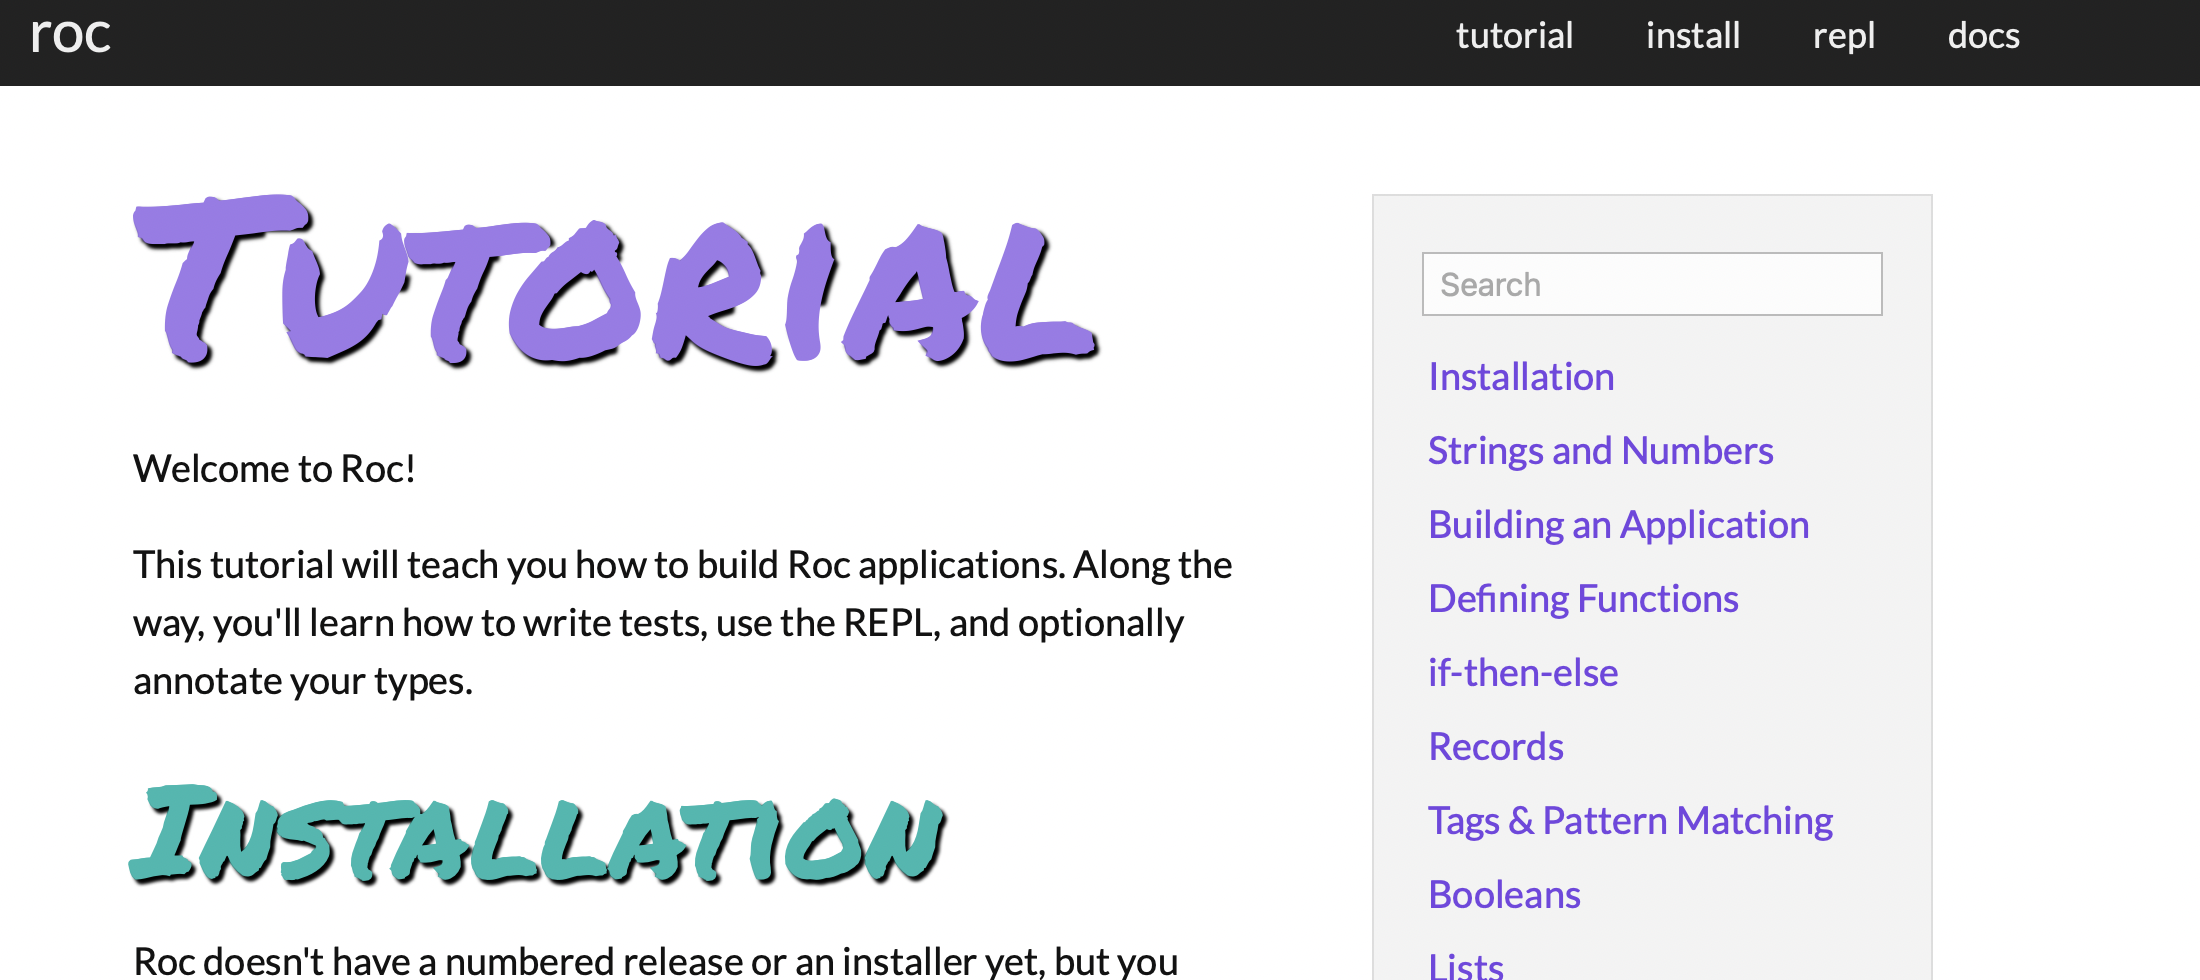 roc
tutorial install repl docs
Tutorial
Welcome to Roc!
This tutorial will teach you how to build Roc applications. Along the
way, you'll learn how to write tests, use the REPL, and optionally
annotate your types.
Installation
Roc doesn't have a numbered release or an installer yet, but you
Search
Installation
Strings and Numbers
Building an Application
Defining Functions
if-then-else
Records
Tags & Pattern Matching
Booleans
Lists